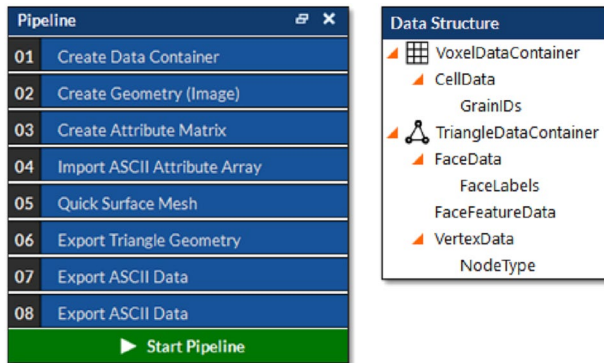 Pipeline
01 Create Data Container
02 Create Geometry (Image)
03 Create Attribute Matrix
04 Import ASCII Attribute Array
05 Quick Surface Mesh
06 Export Triangle Geometry
07 Export ASCII Data
08 Export ASCII Data
Start Pipeline
Data Structure
VoxelDataContainer
CellData
GrainIDs
TriangleDataContainer
FaceData
FaceLabels
FaceFeatureData
VertexData
NodeType